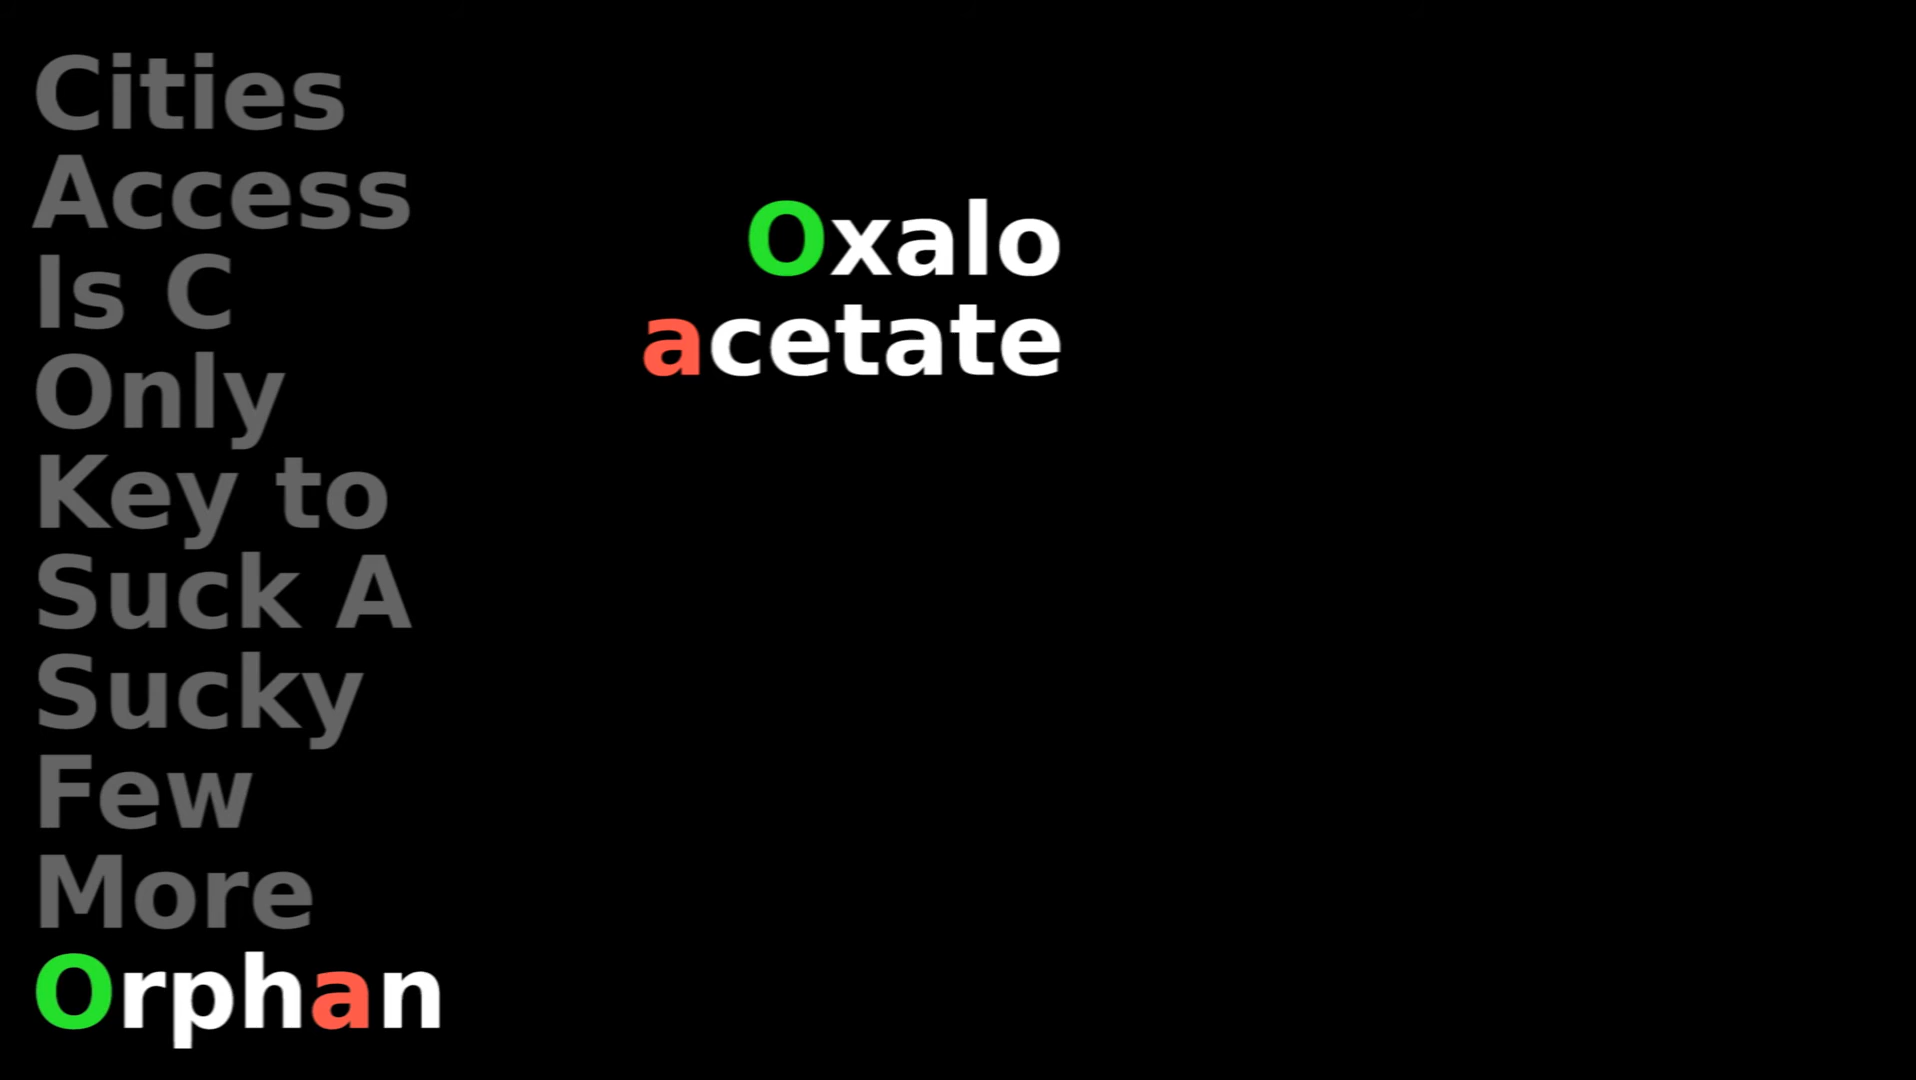 Cities
Access
Is C
Only
Key to
Suck A
Sucky
Few
More
Orphan
Oxalo
acetate